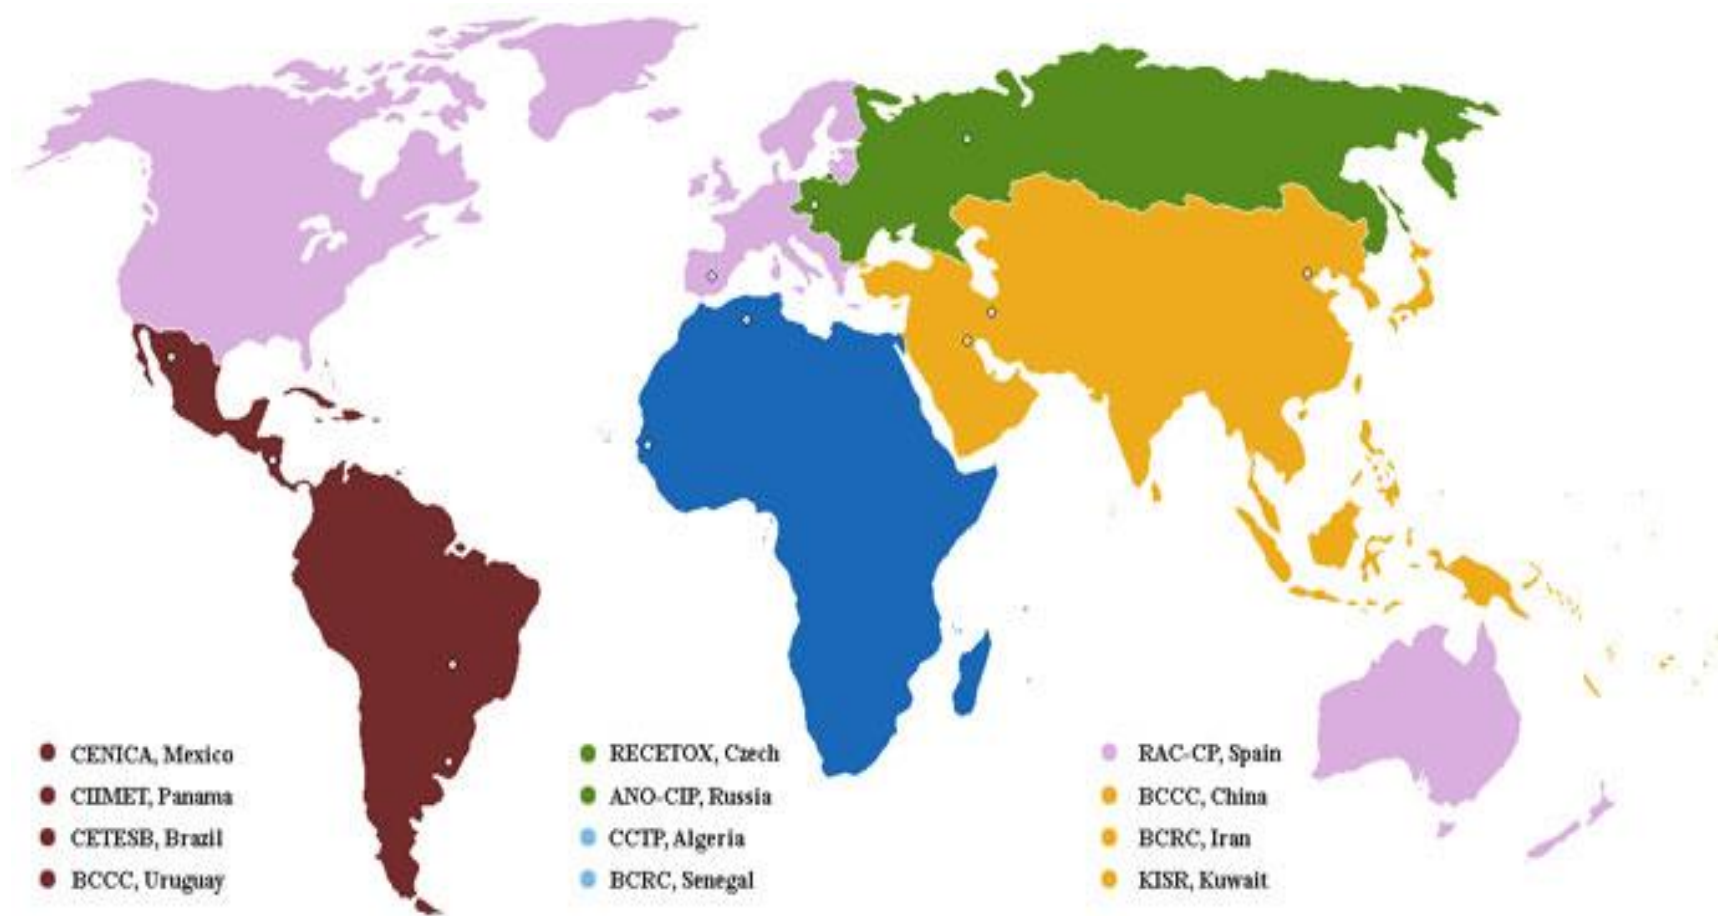 CENICA, Mexico
CIIMET, Panama
CETESB, Brazil
BCCC, Uruguay
RECETOX, Czech
ANO-CIP, Russia
CCTP, Algeria
BCRC, Senegal
RAC-CP, Spain
BCCC, China
BCRC, Iran
KISR, Kuwait